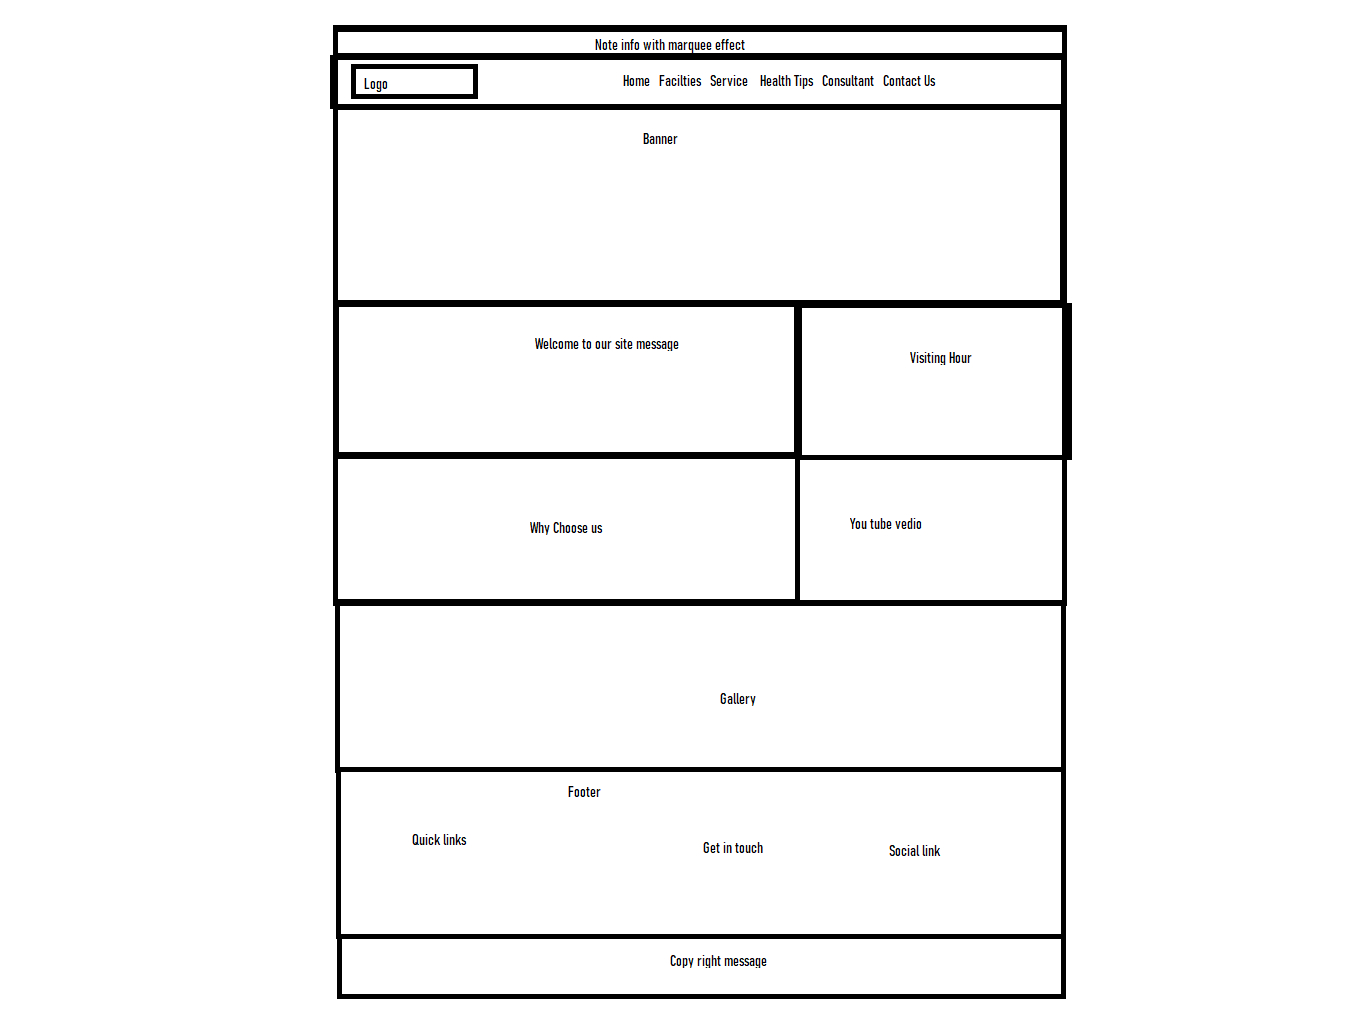 Note info with marquee effect
Logo
Home Facilties Service Health Tips Consultant Contact Us
Banner
Welcome to our site message
Visiting Hour
Why Choose us
You tube vedio
Gallery
Footer
Quick links
Get in touch
Social link
Copy right message